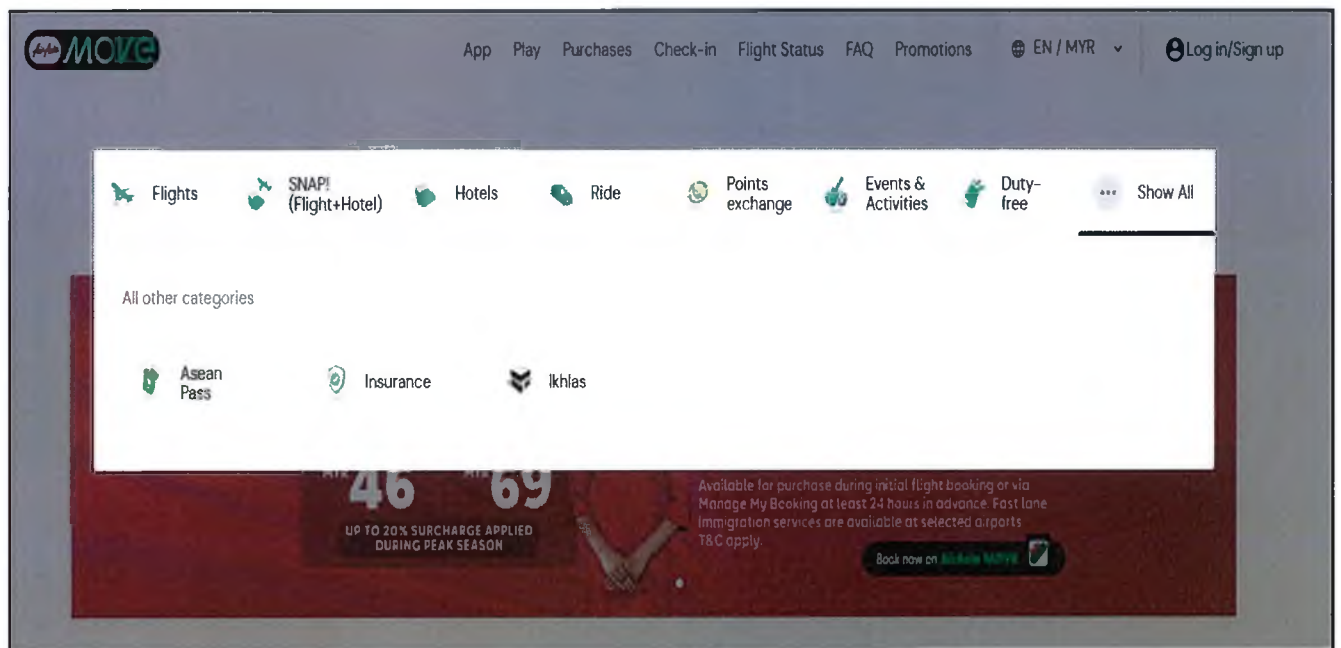 AirAsia MOVE
App Play Purchases Check-in Flight Status FAQ Promotions EN / MYR Log in/Sign up
Flights
SNAP!
(Flight+Hotel)
Hotels
Ride
Points
exchange
Events &
Activities
Duty-
free
Show All
All other categories
Asean
Pass
Insurance
Ikhlas
46 69
UP TO 20% SURCHARGE APPLIED
DURING PEAK SEASON
Available for purchase during initial flight booking or via
Manage My Booking at least 24 hours in advance. Fast lane
immigration services are available at selected airports
T&C apply.
Book now on AirAsia MOVE